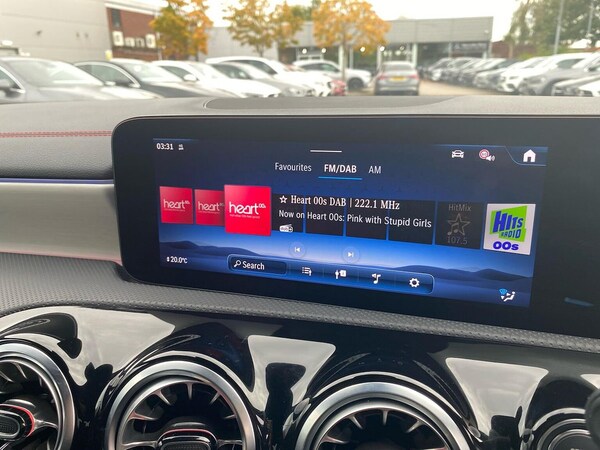 03:31
Favourites FM/DAB AM
heart
heart
heart 00s
☆ Heart 00s DAB | 222.1 MHz
Now on Heart 00s: Pink with Stupid Girls
HitMix
107.5
HITS
RADIO
00s
20.0°C
Search